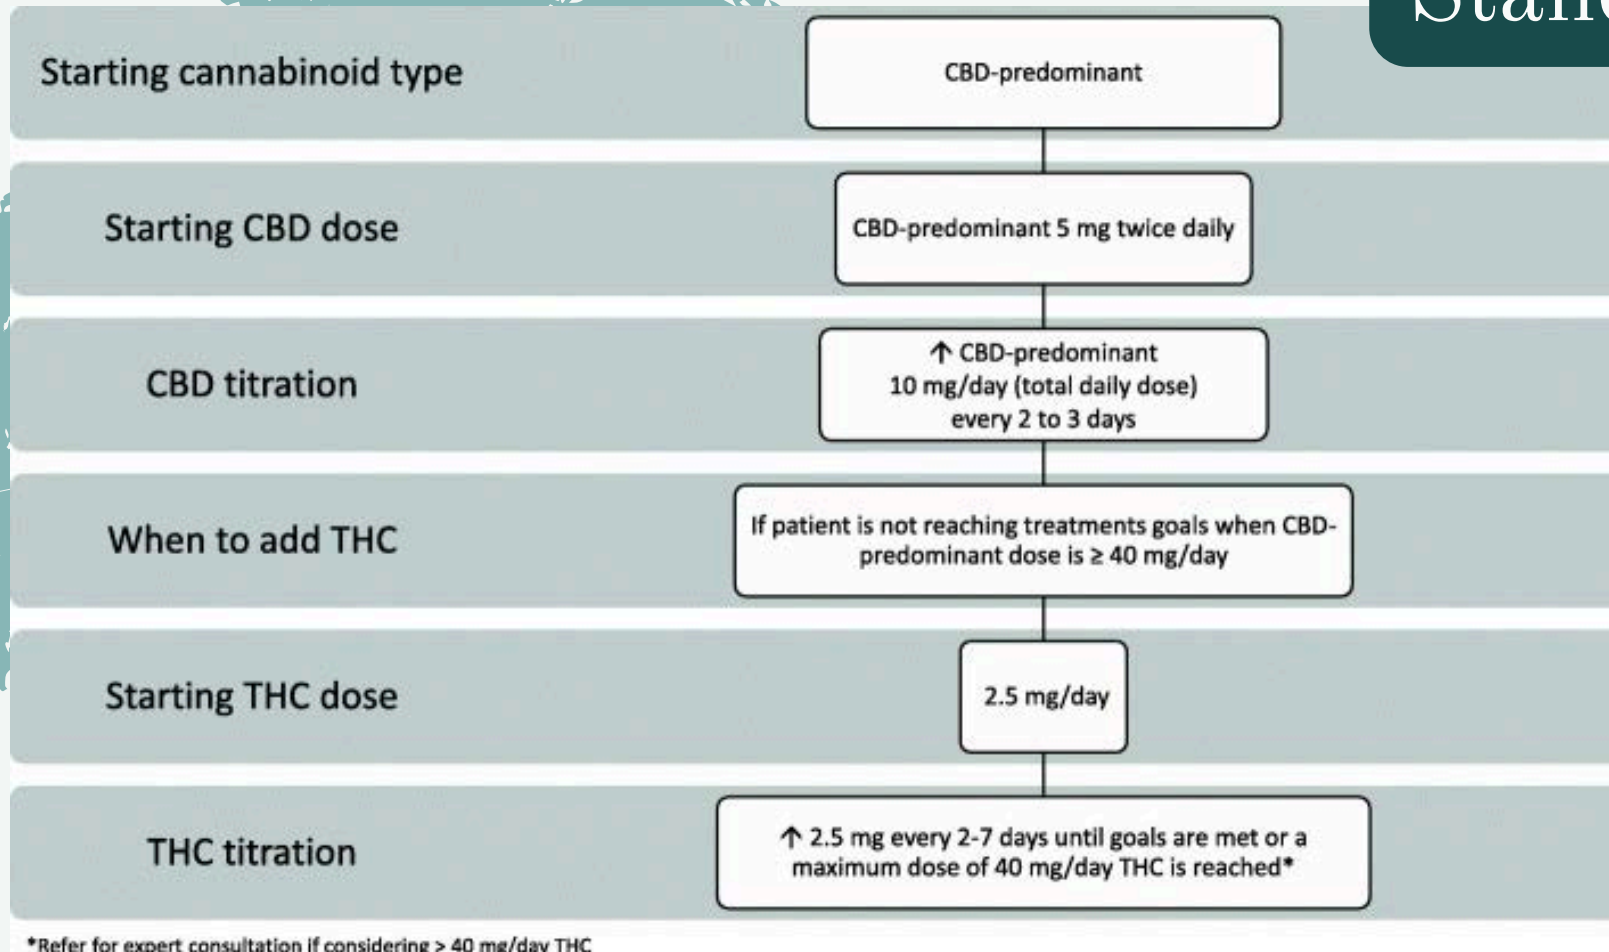 Starting cannabinoid type
CBD-predominant
Starting CBD dose
CBD-predominant 5 mg twice daily
CBD titration
↑ CBD-predominant
10 mg/day (total daily dose)
every 2 to 3 days
When to add THC
If patient is not reaching treatments goals when CBD-
predominant dose is ≥ 40 mg/day
Starting THC dose
2.5 mg/day
THC titration
↑ 2.5 mg every 2-7 days until goals are met or a
maximum dose of 40 mg/day THC is reached*
*Refer for expert consultation if considering > 40 mg/day THC